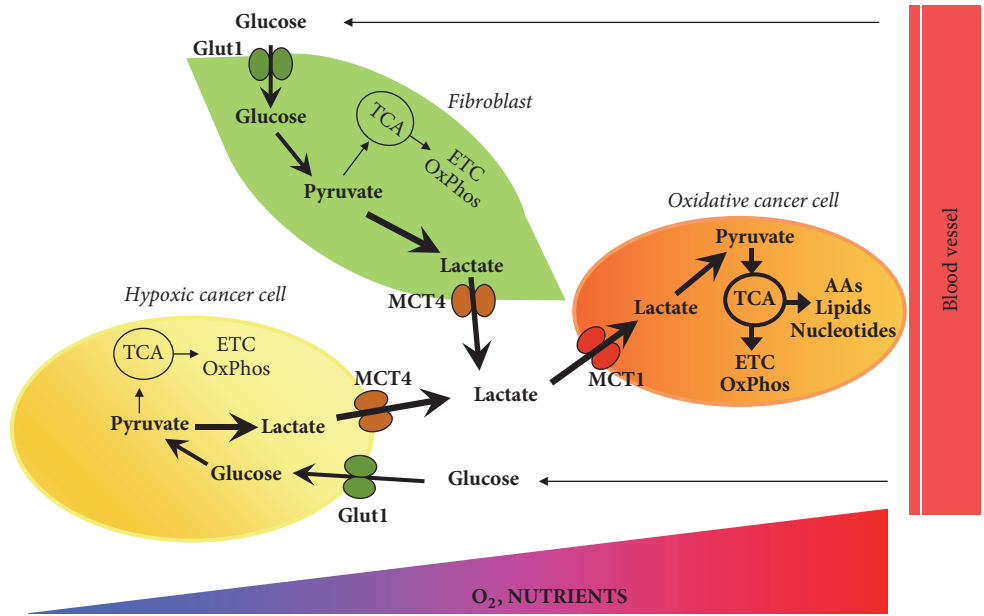 Glucose
Glut1
Glucose
Fibroblast
TCA
ETC
OxPhos
Pyruvate
Lactate
MCT4
Oxidative cancer cell
Pyruvate
TCA
AAs
Lipids
Nucleotides
Lactate
ETC
OxPhos
MCT1
Blood vessel
Hypoxic cancer cell
TCA
ETC
OxPhos
MCT4
Lactate
Pyruvate
Lactate
Glucose
Glucose
Glut1
O₂, NUTRIENTS